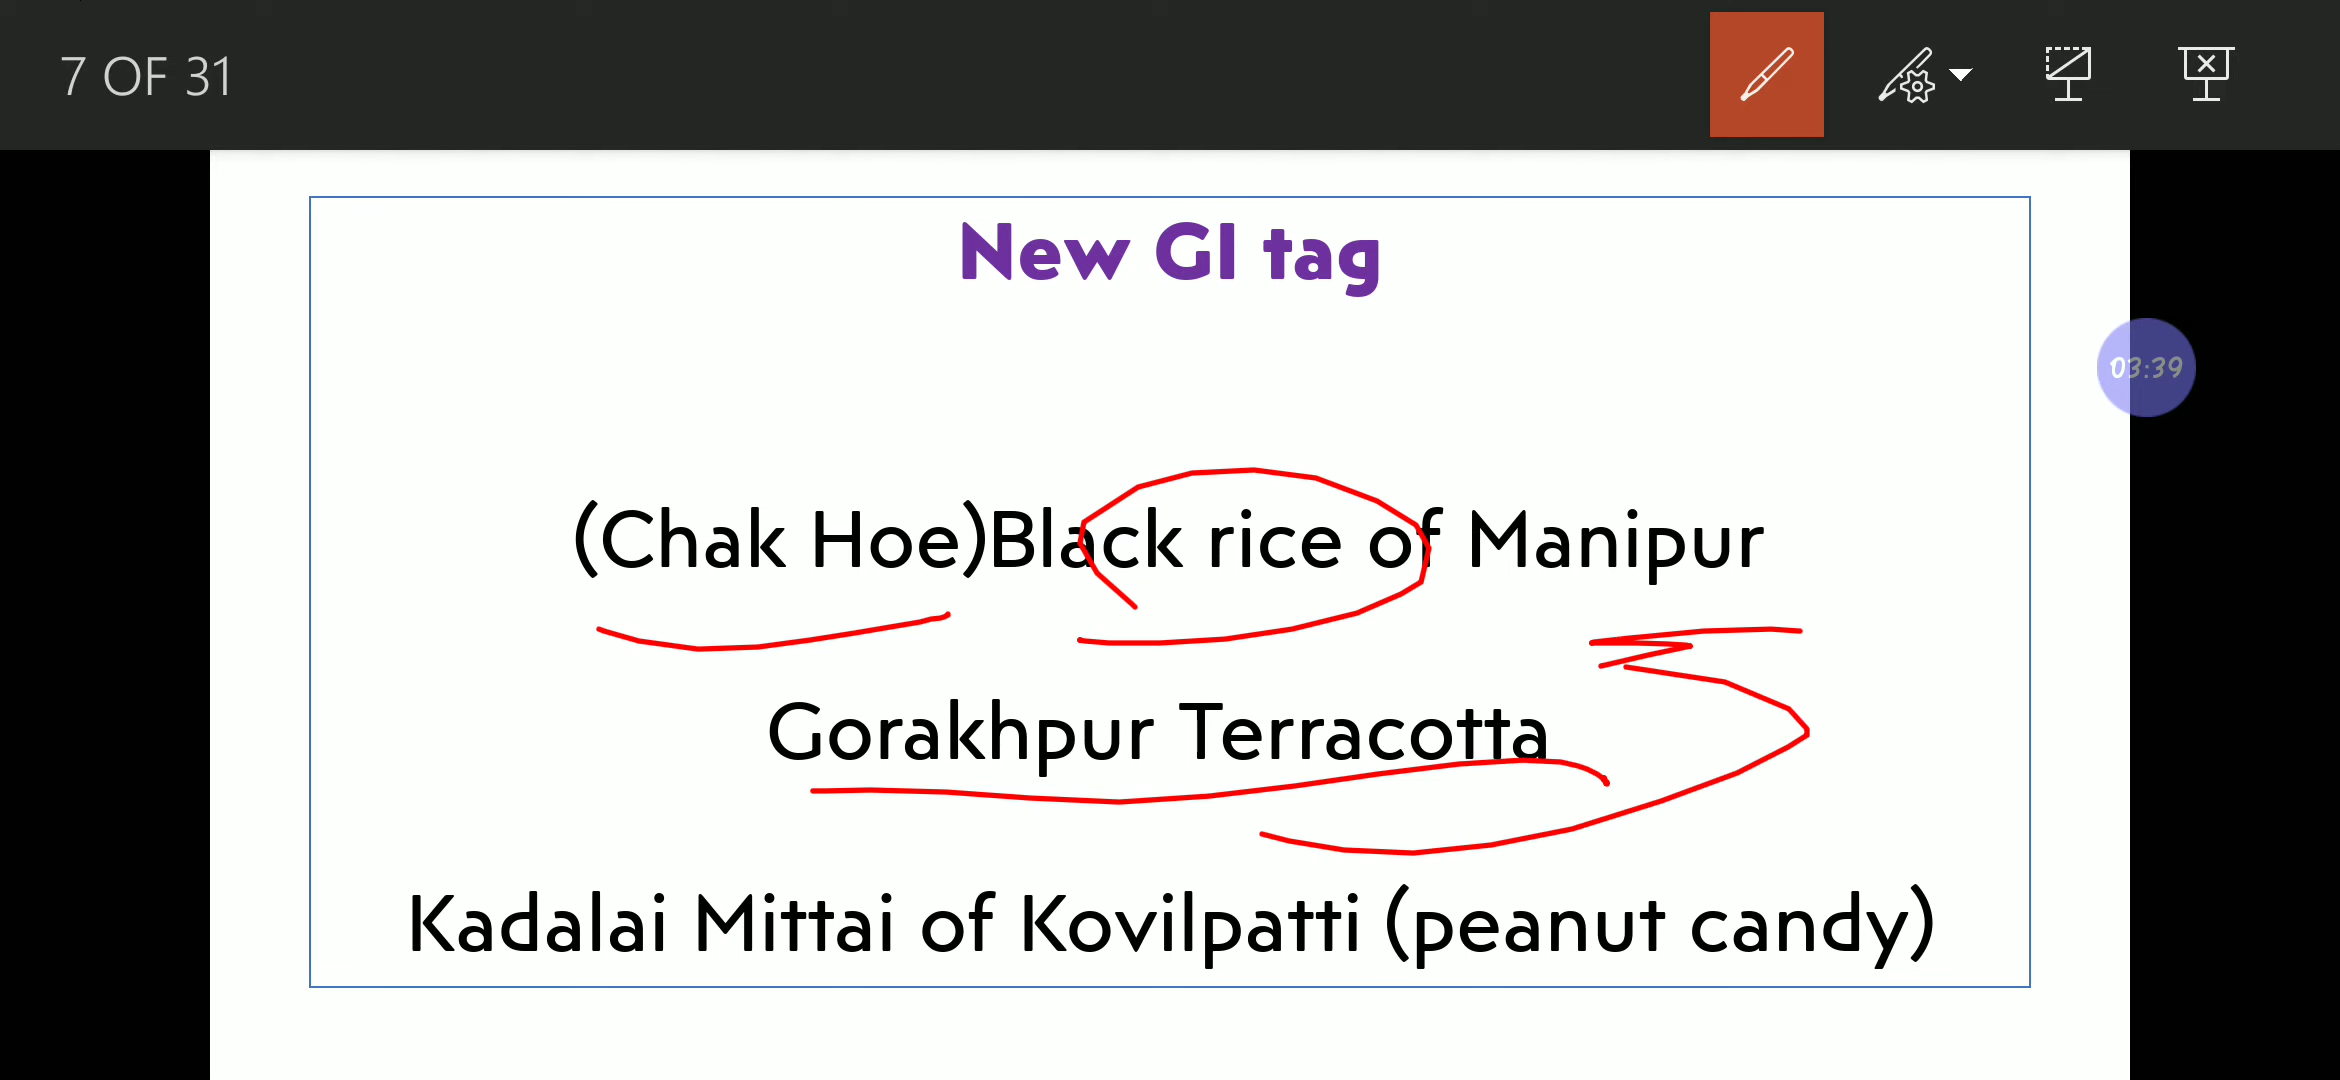 7 OF 31
New GI tag
03:39
(Chak Hoe)Black rice of Manipur
Gorakhpur Terracotta
Kadalai Mittai of Kovilpatti (peanut candy)